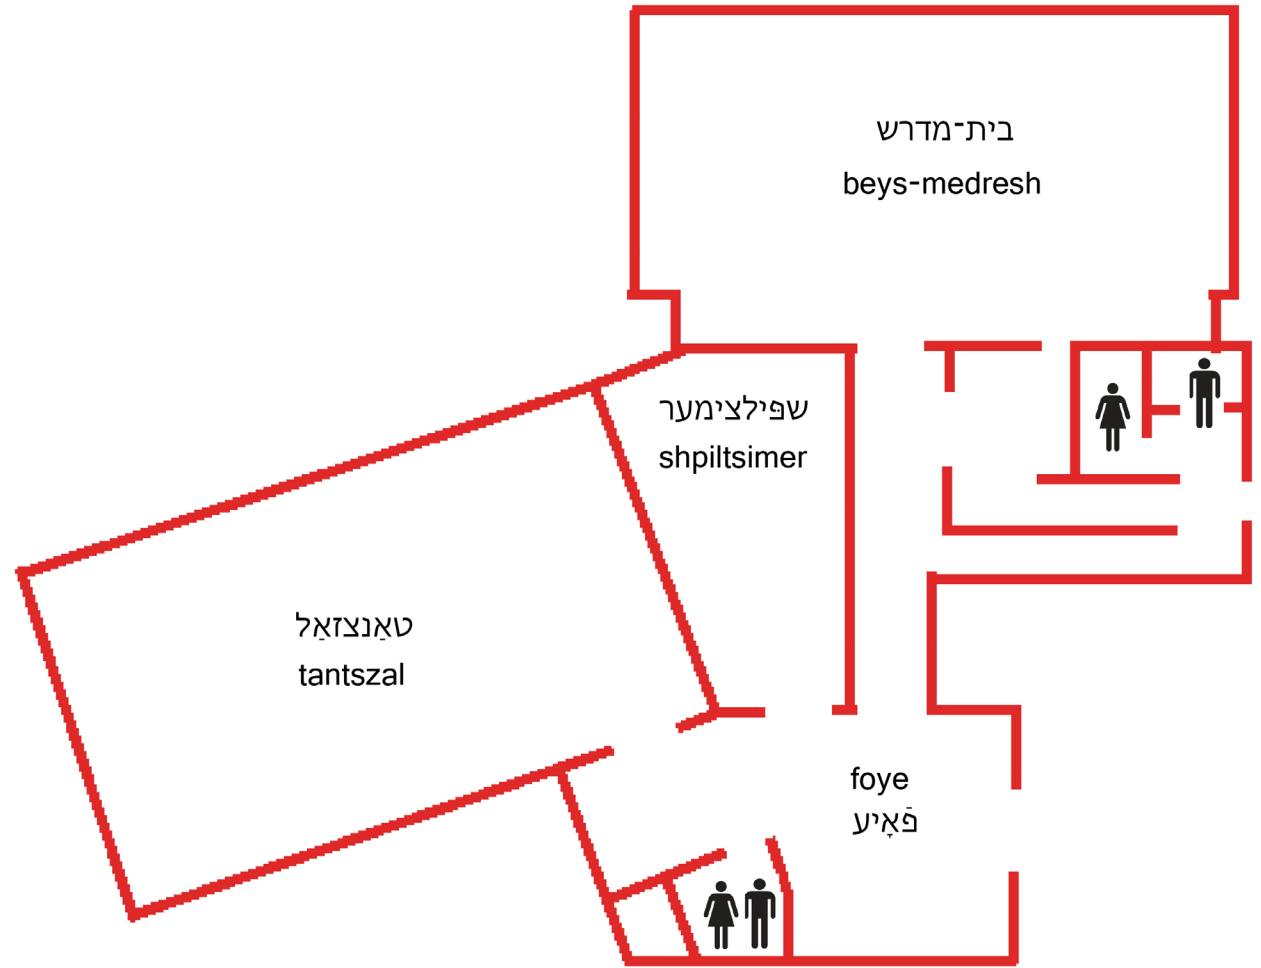 בית־מדרש
beys-medresh
שפּילצימער
shpiltsimer
טאַנצזאַל
tantszal
foye
פֿאָיע